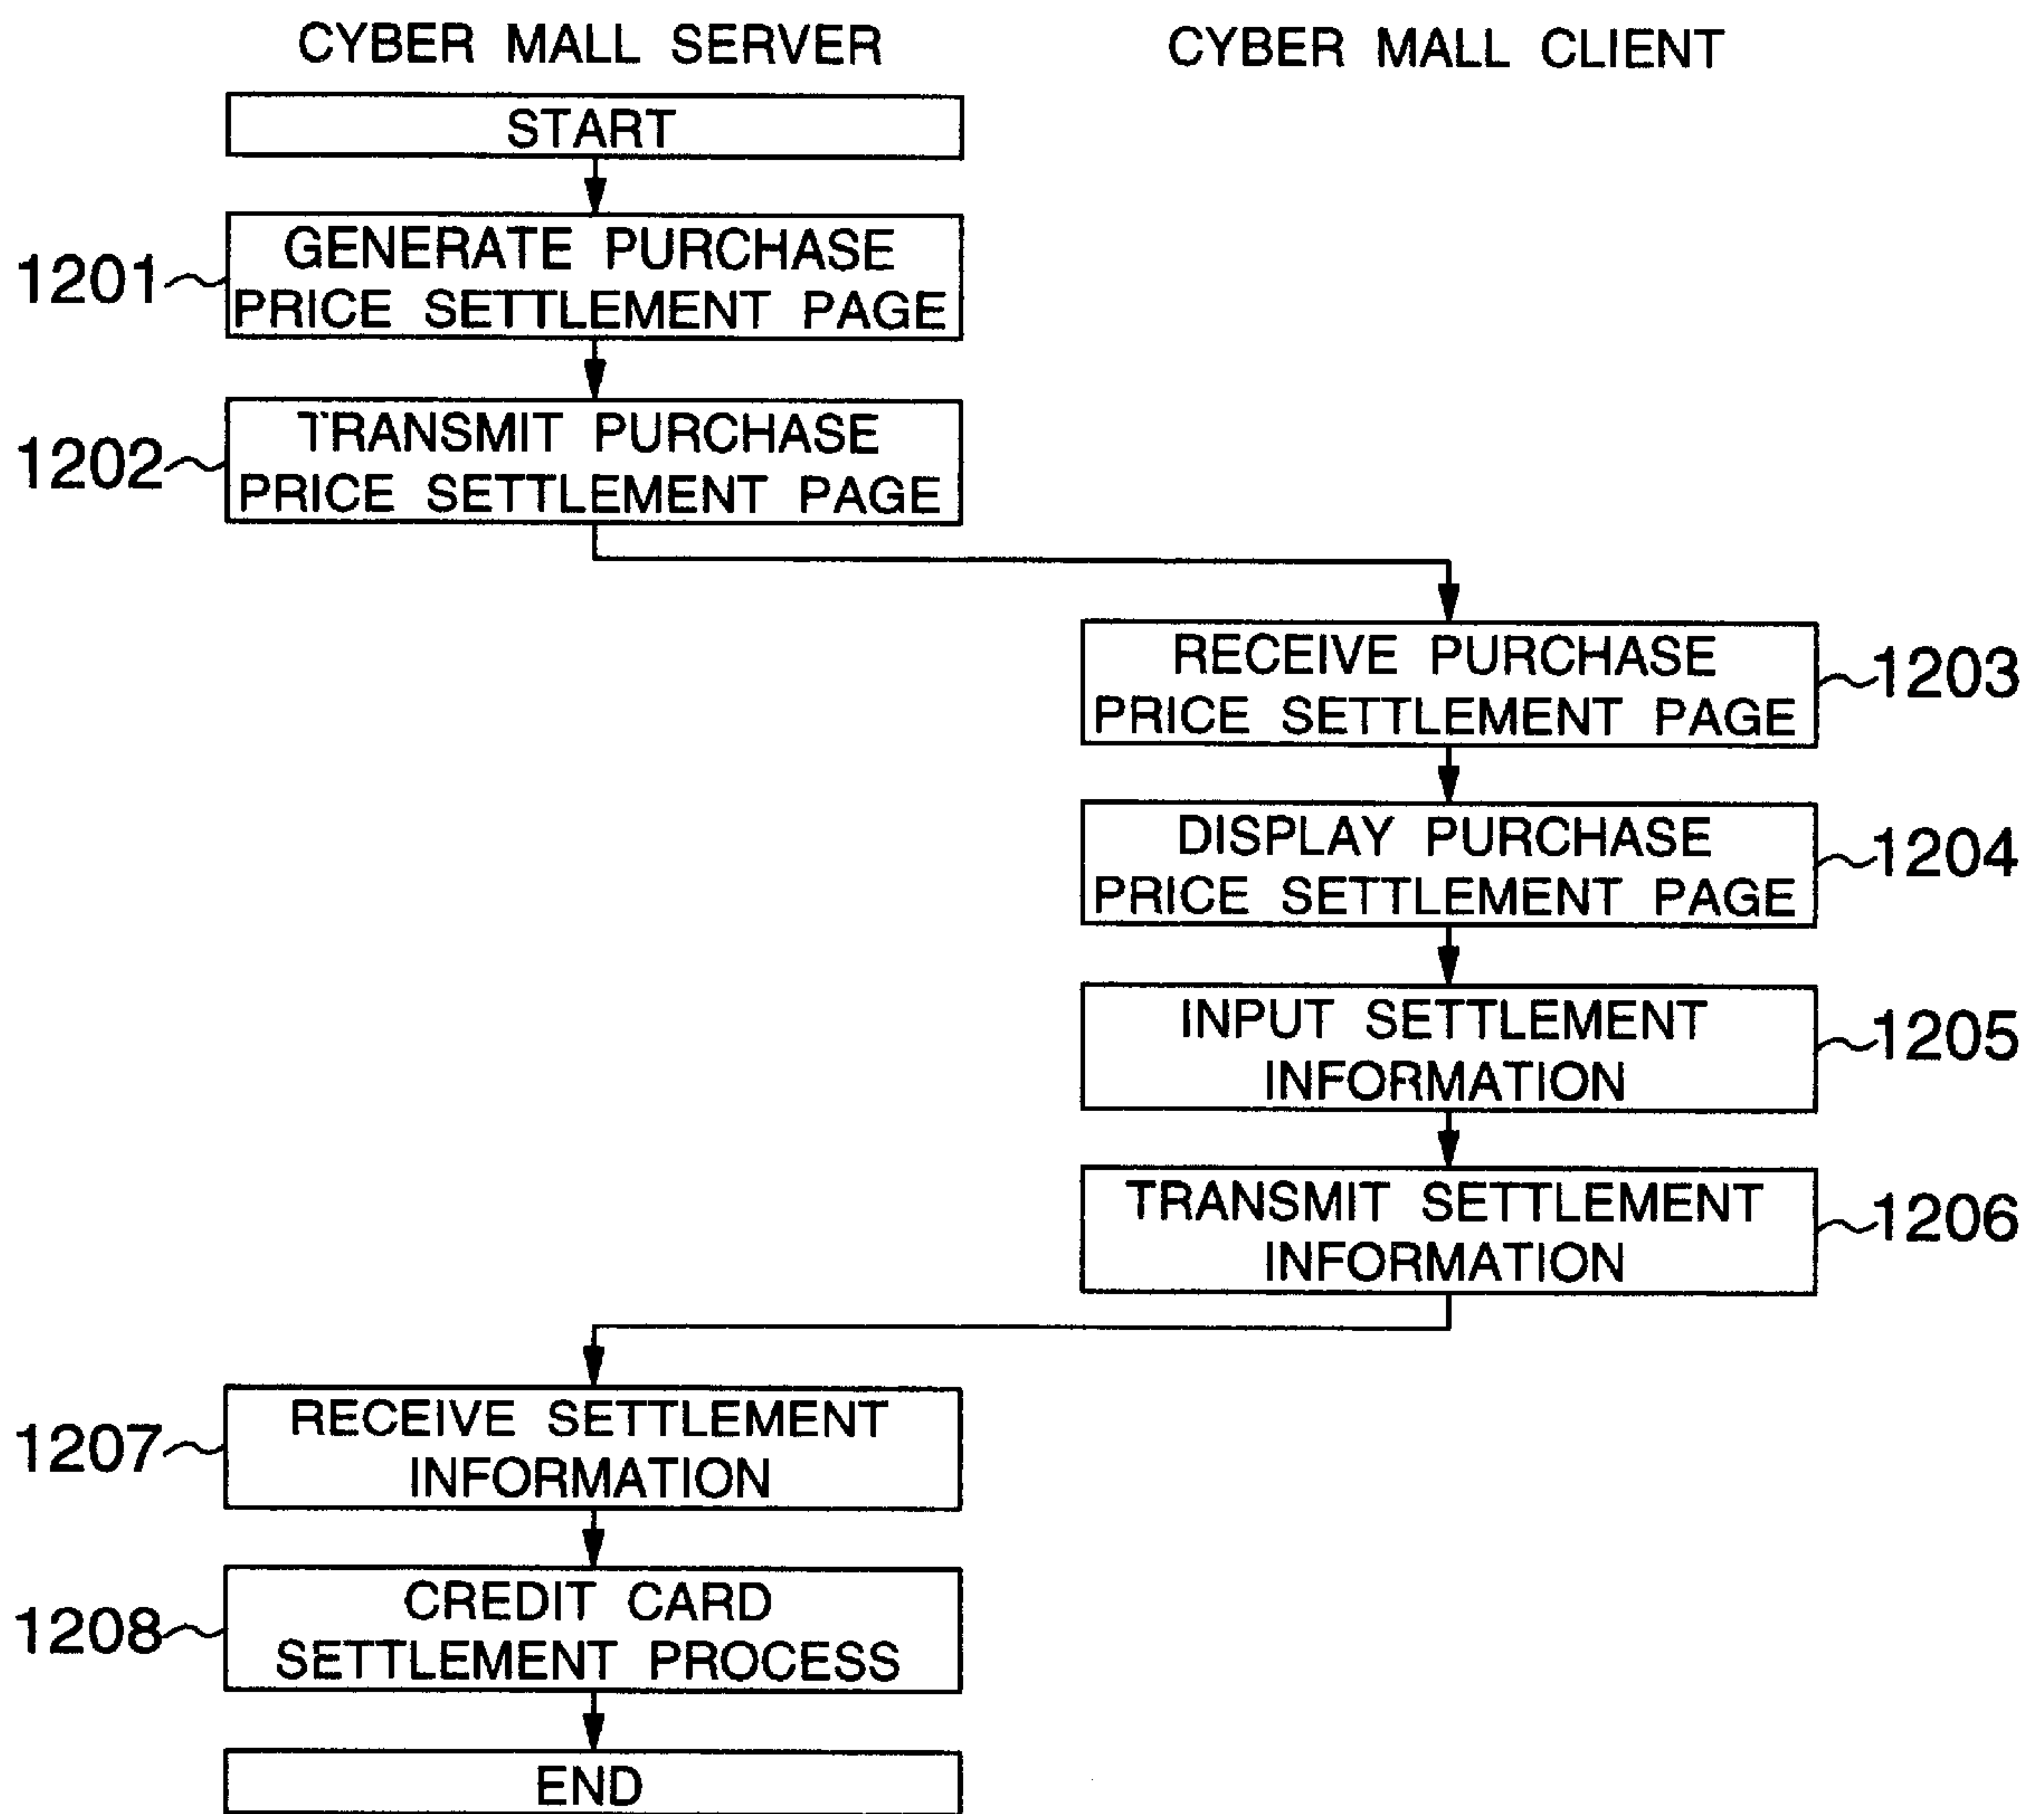 CYBER MALL SERVER
CYBER MALL CLIENT
START
1201
GENERATE PURCHASE
PRICE SETTLEMENT PAGE
1202
TRANSMIT PURCHASE
PRICE SETTLEMENT PAGE
RECEIVE PURCHASE
PRICE SETTLEMENT PAGE
1203
DISPLAY PURCHASE
PRICE SETTLEMENT PAGE
1204
INPUT SETTLEMENT
INFORMATION
1205
TRANSMIT SETTLEMENT
INFORMATION
1206
1207
RECEIVE SETTLEMENT
INFORMATION
1208
CREDIT CARD
SETTLEMENT PROCESS
END